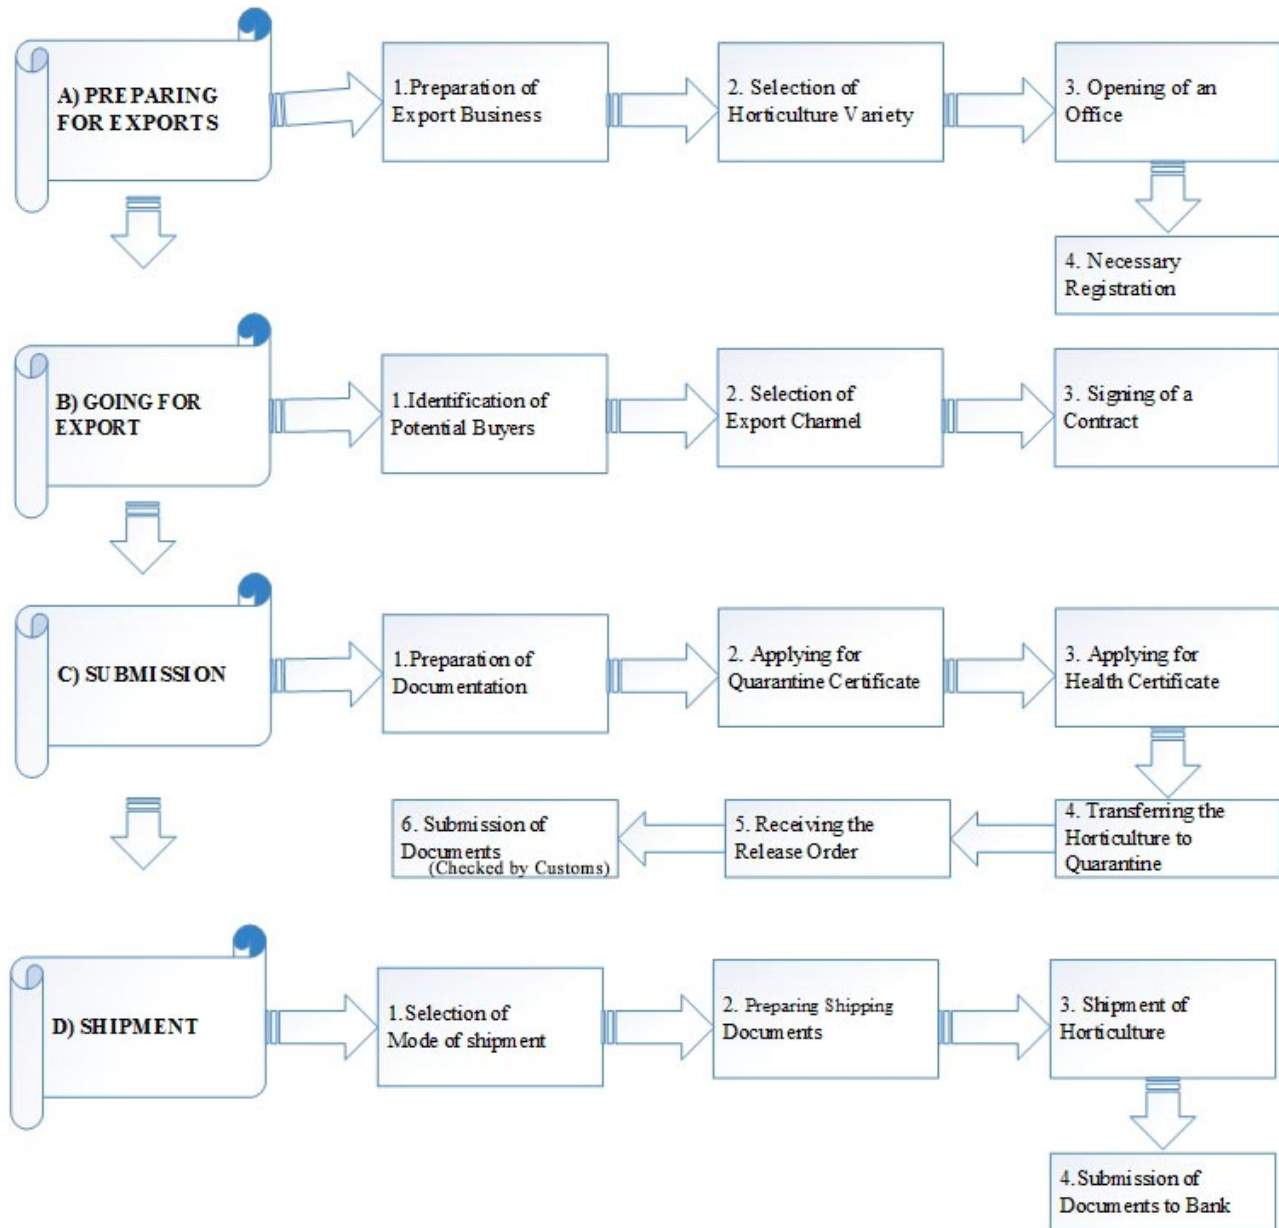 A) PREPARING
FOR EXPORTS
1.Preparation of
Export Business
2. Selection of
Horticulture Variety
3. Opening of an
Office
4. Necessary
Registration
B) GOING FOR
EXPORT
1.Identification of
Potential Buyers
2. Selection of
Export Channel
3. Signing of a
Contract
C) SUBMISSION
1.Preparation of
Documentation
2. Applying for
Quarantine Certificate
3. Applying for
Health Certificate
4. Transferring the
Horticulture to
Quarantine
5. Receiving the
Release Order
6. Submission of
Documents
(Checked by Customs)
D) SHIPMENT
1.Selection of
Mode of shipment
2. Preparing Shipping
Documents
3. Shipment of
Horticulture
4.Submission of
Documents to Bank